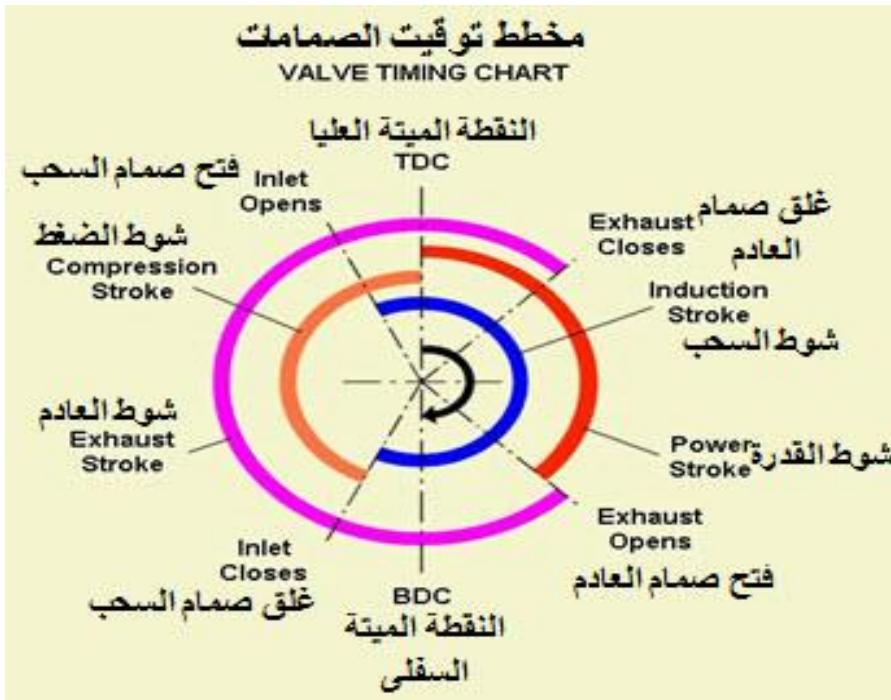 مخطط توقيت الصمامات
VALVE TIMING CHART
النقطة الميتة العليا
TDC
فتح صمام السحب
Inlet
Opens
غلق صمام
العادم
Exhaust
Closes
شوط الضغط
Compression
Stroke
Induction
Stroke
شوط السحب
شوط العادم
Exhaust
Stroke
Power
Stroke
شوط القدرة
Inlet
Closes
غلق صمام السحب
Exhaust
Opens
فتح صمام العادم
BDC
النقطة الميتة
السفلى